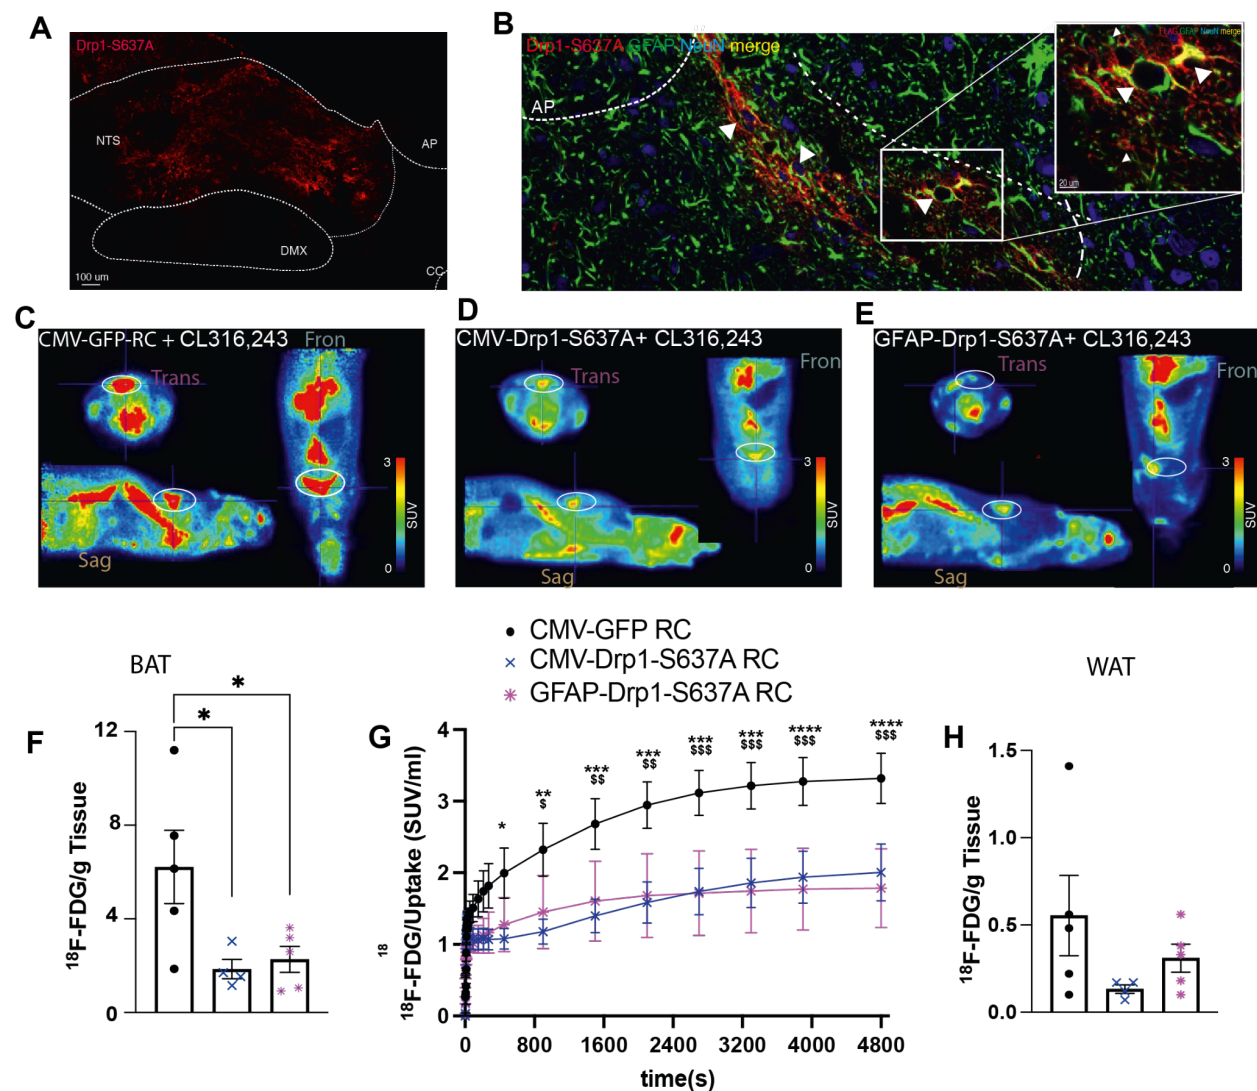 A
Drp1-S637A
NTS
AP
DMX
CC
100 um
B
Drp1-S637A GFAP NeuN merge
AP
FLAG GFAP NeuN merge
20 um
C
CMV-GFP-RC + CL316,243
Fron
Trans
Sag
3
SUV
0
D
CMV-Drp1-S637A+ CL316,243
Fron
Trans
Sag
3
SUV
0
E
GFAP-Drp1-S637A+ CL316,243
Fron
Trans
Sag
3
SUV
0
CMV-GFP RC
CMV-Drp1-S637A RC
GFAP-Drp1-S637A RC
F
BAT
* *
12
8
4
0
18F-FDG/g Tissue
G
4
3
2
1
0
18
18F-FDG/Uptake (SUV/ml)
* ** *** *** *** *** **** ****
$ $$ $$ $$$ $$$ $$$ $$$
0 800 1600 2400 3200 4000 4800
time(s)
H
WAT
1.5
1.0
0.5
0.0
18F-FDG/g Tissue